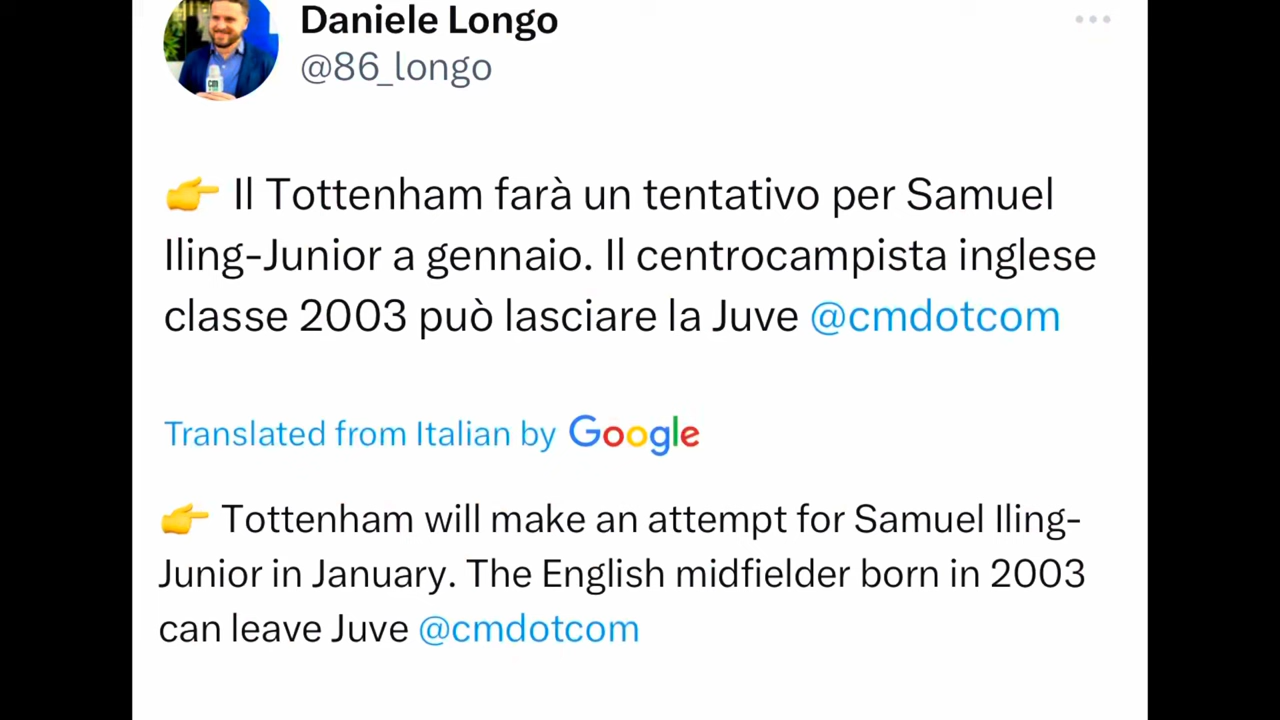 Daniele Longo
@86_longo
👉 Il Tottenham farà un tentativo per Samuel
Iling-Junior a gennaio. Il centrocampista inglese
classe 2003 può lasciare la Juve @cmdotcom
Translated from Italian by Google
👉 Tottenham will make an attempt for Samuel Iling-
Junior in January. The English midfielder born in 2003
can leave Juve @cmdotcom